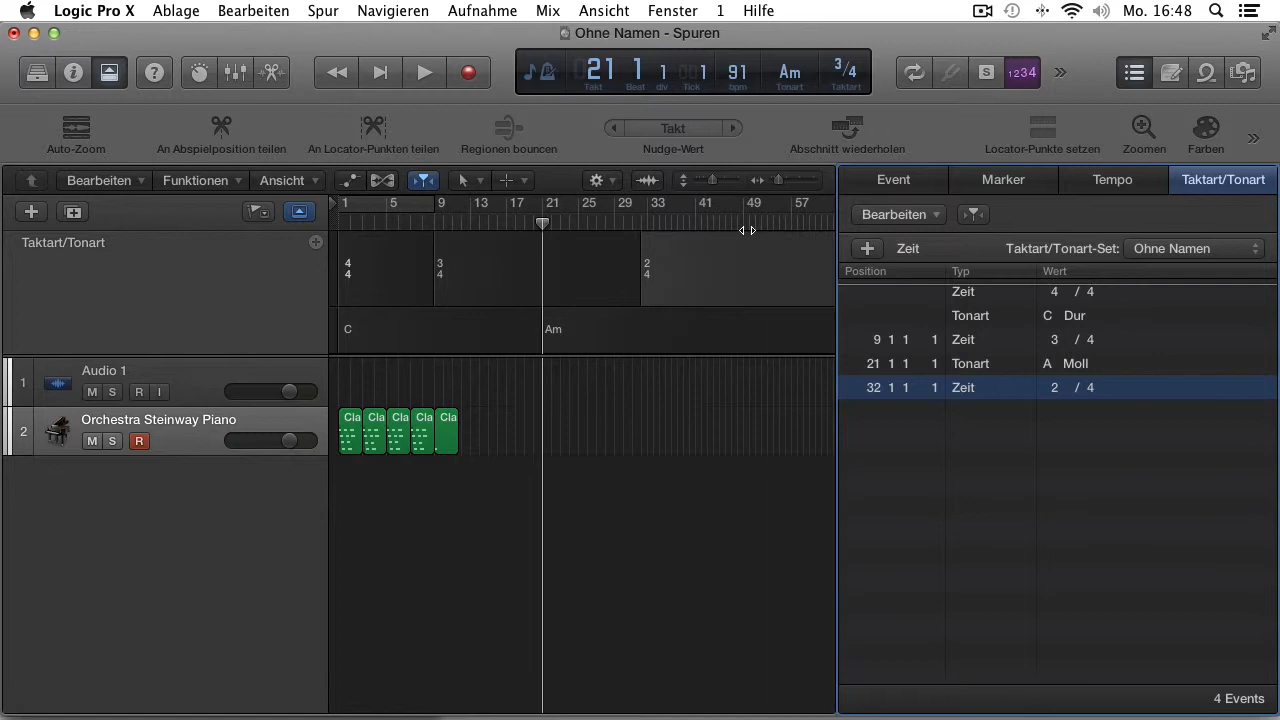 Logic Pro X Ablage Bearbeiten Spur Navigieren Aufnahme Mix Ansicht Fenster 1 Hilfe Mo. 16:48
Ohne Namen - Spuren
21 1 1 1 91 Am 3/4
Takt Beat div Tick bpm Tonart Taktart
1234
Auto-Zoom An Abspielposition teilen An Locator-Punkten teilen Regionen bouncen Takt Nudge-Wert Abschnitt wiederholen Locator-Punkte setzen Zoomen Farben
Bearbeiten Funktionen Ansicht
Event Marker Tempo Taktart/Tonart
1 5 9 13 17 21 25 29 33 41 49 57
Bearbeiten
Taktart/Tonart
Zeit Taktart/Tonart-Set: Ohne Namen
4
4
3
4
2
4
C Am
Position Typ Wert
Zeit 4 / 4
Tonart C Dur
9 1 1 1 Zeit 3 / 4
21 1 1 1 Tonart A Moll
32 1 1 1 Zeit 2 / 4
1 Audio 1
M S R I
2 Orchestra Steinway Piano
M S R
Cla Cla Cla Cla Cla
4 Events